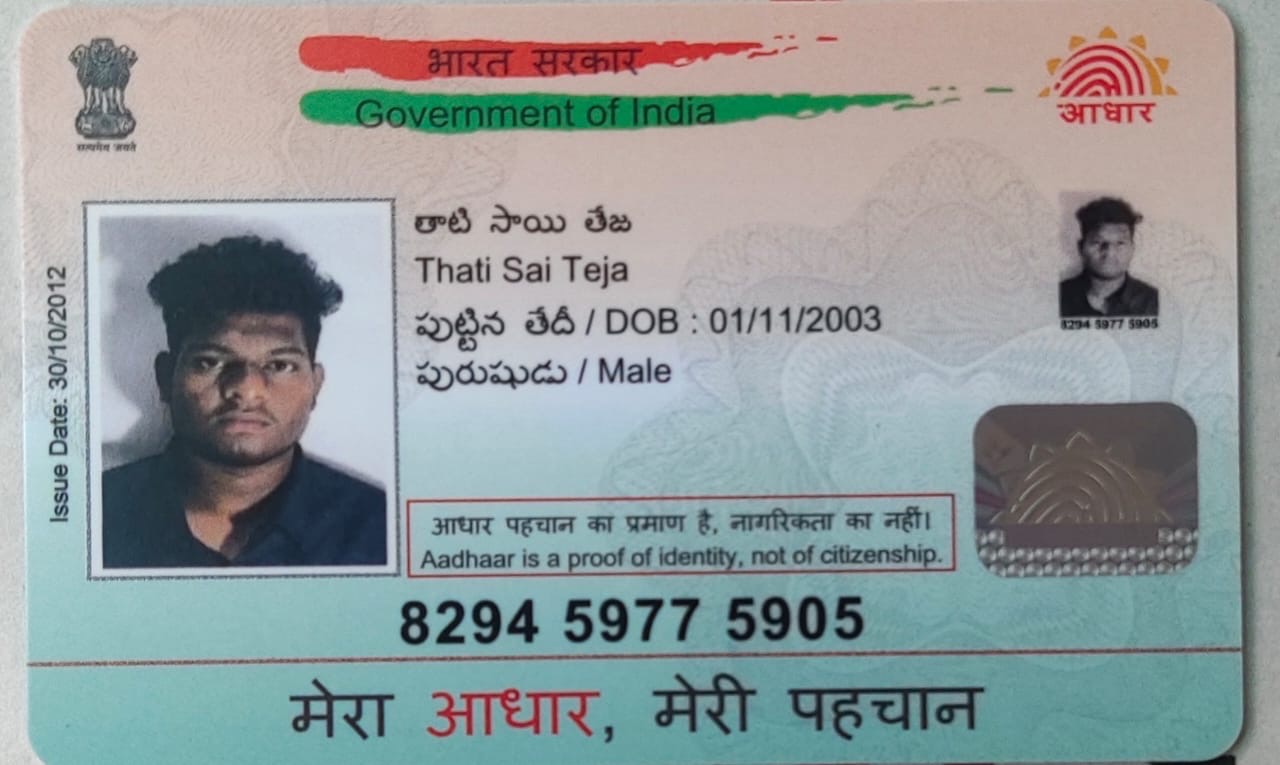 भारत सरकार
Government of India
सत्यमेव जयते
आधार
Issue Date: 30/10/2012
తాటి సాయి తేజ
Thati Sai Teja
పుట్టిన తేదీ / DOB : 01/11/2003
పురుషుడు / Male
8294 5977 5905
आधार पहचान का प्रमाण है, नागरिकता का नहीं।
Aadhaar is a proof of identity, not of citizenship.
8294 5977 5905
मेरा आधार, मेरी पहचान